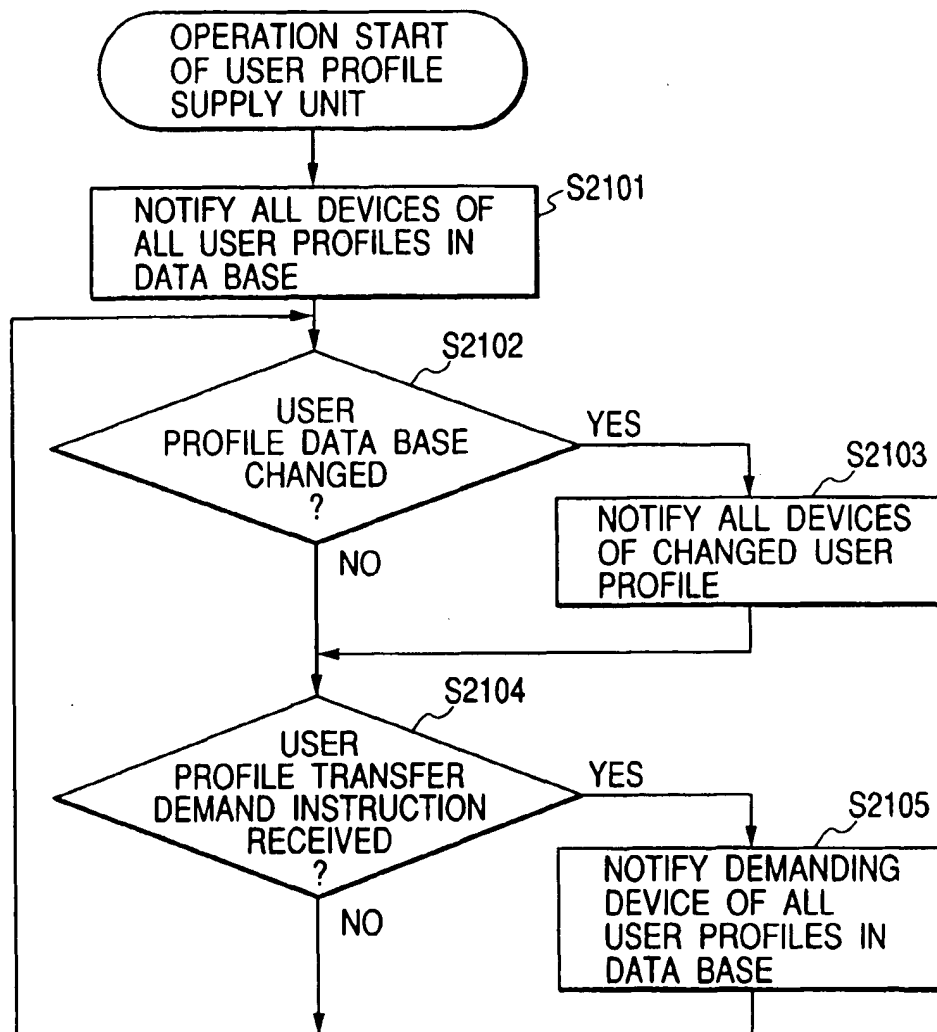 OPERATION START
OF USER PROFILE
SUPPLY UNIT
S2101
NOTIFY ALL DEVICES OF
ALL USER PROFILES IN
DATA BASE
S2102
USER
PROFILE DATA BASE
CHANGED
?
YES
NO
S2103
NOTIFY ALL DEVICES
OF CHANGED USER
PROFILE
S2104
USER
PROFILE TRANSFER
DEMAND INSTRUCTION
RECEIVED
?
YES
NO
S2105
NOTIFY DEMANDING
DEVICE OF ALL
USER PROFILES IN
DATA BASE